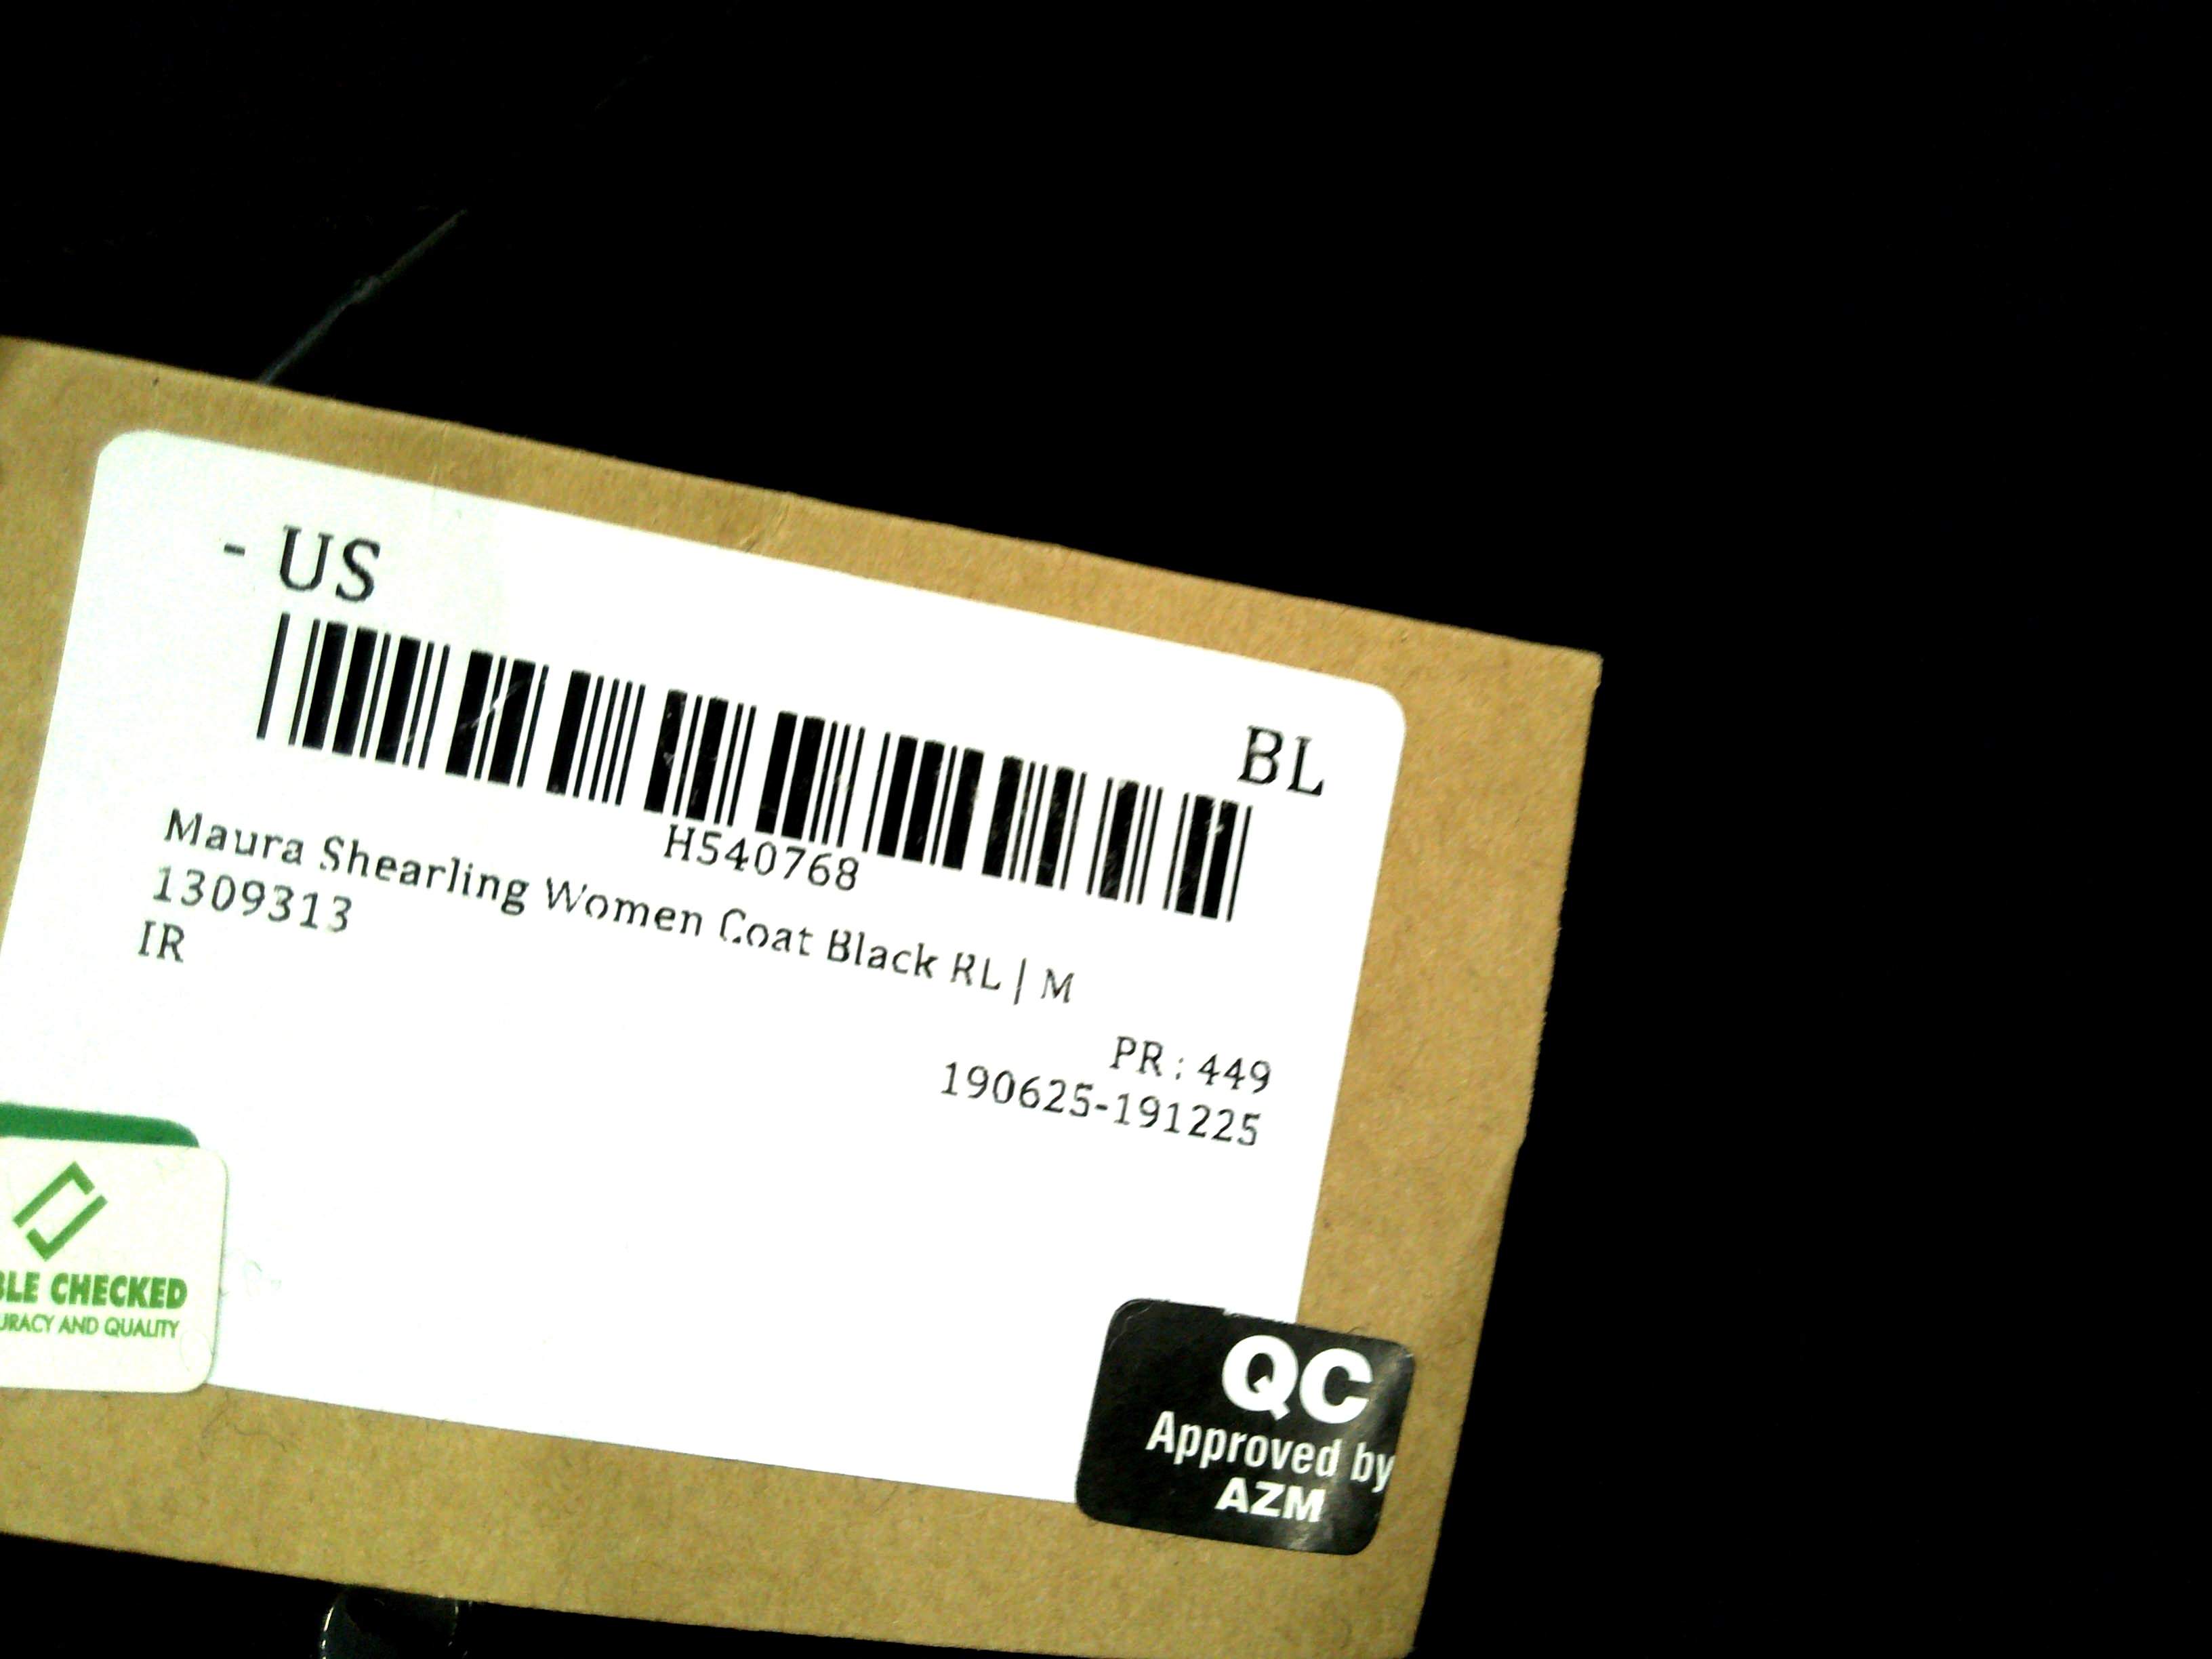 - US
BL
H540768
Maura Shearling Women Coat Black RL | M
1309313
IR
PR : 449
190625-191225
BLE CHECKED
URACY AND QUALITY
QC
Approved by
AZM